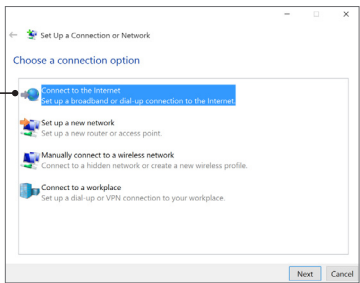 Set Up a Connection or Network
Choose a connection option
Connect to the Internet
Set up a broadband or dial-up connection to the Internet.
Set up a new network
Set up a new router or access point.
Manually connect to a wireless network
Connect to a hidden network or create a new wireless profile.
Connect to a workplace
Set up a dial-up or VPN connection to your workplace.
Next Cancel